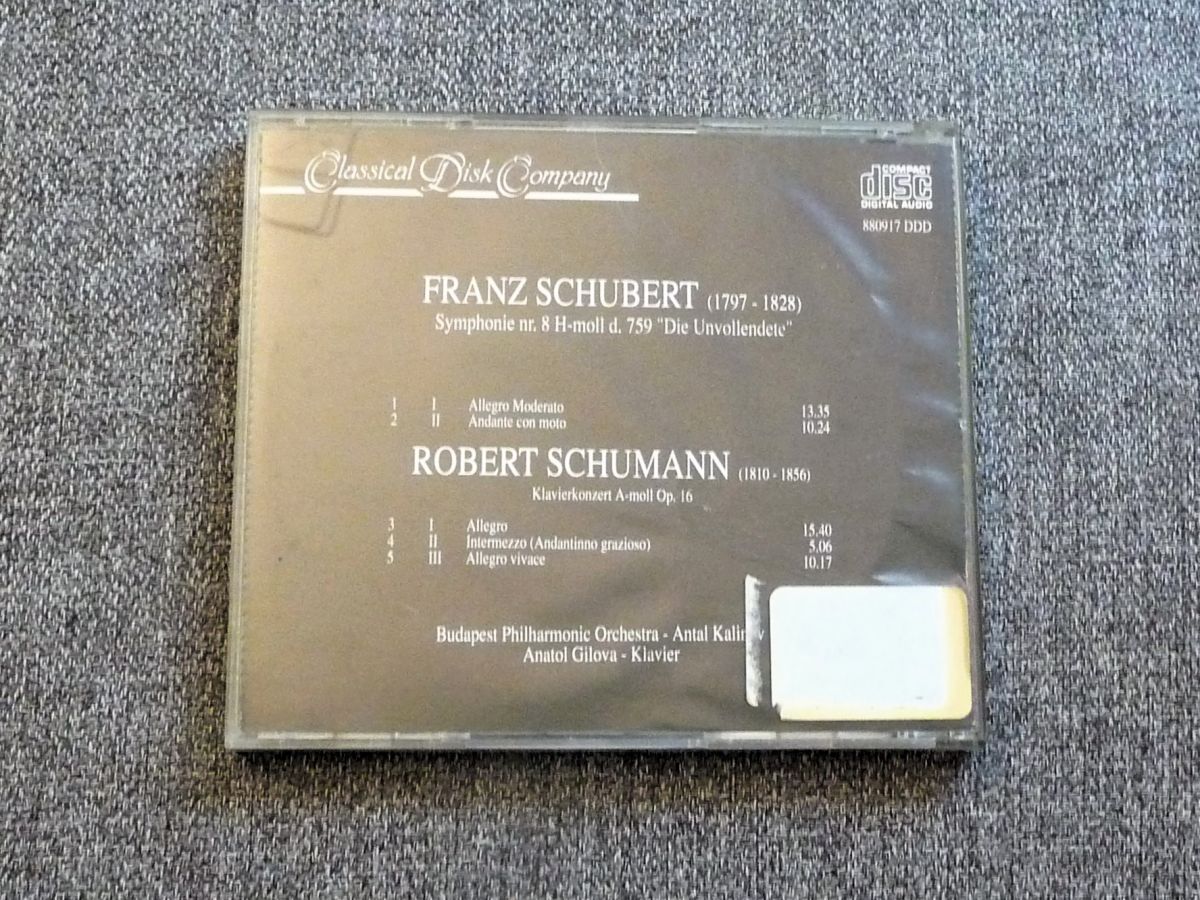 Classical Disk Company
COMPACT
disc
DIGITAL AUDIO
880917 DDD
FRANZ SCHUBERT (1797 - 1828)
Symphonie nr. 8 H-moll d. 759 "Die Unvollendete"
1 I Allegro Moderato 13.35
2 II Andante con moto 10.24
ROBERT SCHUMANN (1810 - 1856)
Klavierkonzert A-moll Op. 16
3 I Allegro 15.40
4 II Intermezzo (Andantinno grazioso) 5.06
5 III Allegro vivace 10.17
Budapest Philharmonic Orchestra - Antal
Anatol Gilova - Klavier